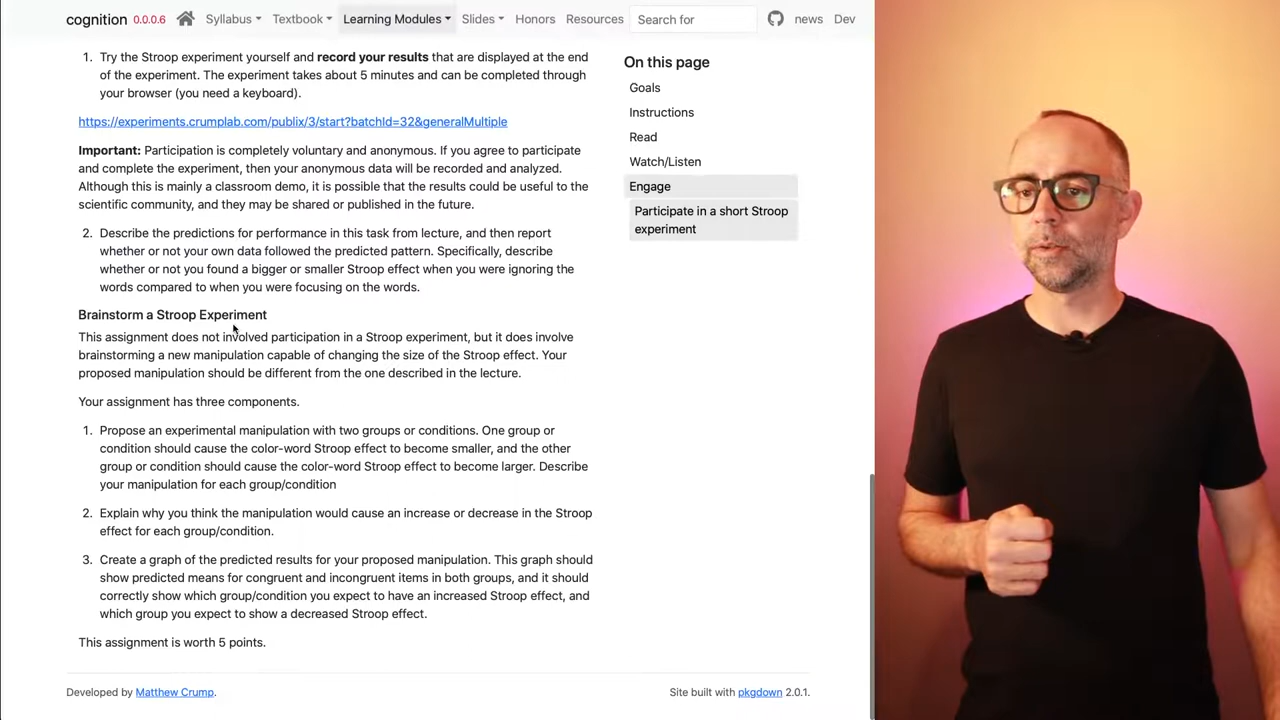 cognition 0.0.0.6 Syllabus Textbook Learning Modules Slides Honors Resources Search for news Dev
1. Try the Stroop experiment yourself and record your results that are displayed at the end
of the experiment. The experiment takes about 5 minutes and can be completed through
your browser (you need a keyboard).
https://experiments.crumplab.com/publix/3/start?batchId=32&generalMultiple
Important: Participation is completely voluntary and anonymous. If you agree to participate
and complete the experiment, then your anonymous data will be recorded and analyzed.
Although this is mainly a classroom demo, it is possible that the results could be useful to the
scientific community, and they may be shared or published in the future.
2. Describe the predictions for performance in this task from lecture, and then report
whether or not your own data followed the predicted pattern. Specifically, describe
whether or not you found a bigger or smaller Stroop effect when you were ignoring the
words compared to when you were focusing on the words.
Brainstorm a Stroop Experiment
This assignment does not involved participation in a Stroop experiment, but it does involve
brainstorming a new manipulation capable of changing the size of the Stroop effect. Your
proposed manipulation should be different from the one described in the lecture.
Your assignment has three components.
1. Propose an experimental manipulation with two groups or conditions. One group or
condition should cause the color-word Stroop effect to become smaller, and the other
group or condition should cause the color-word Stroop effect to become larger. Describe
your manipulation for each group/condition
2. Explain why you think the manipulation would cause an increase or decrease in the Stroop
effect for each group/condition.
3. Create a graph of the predicted results for your proposed manipulation. This graph should
show predicted means for congruent and incongruent items in both groups, and it should
correctly show which group/condition you expect to have an increased Stroop effect, and
which group you expect to show a decreased Stroop effect.
This assignment is worth 5 points.
On this page
Goals
Instructions
Read
Watch/Listen
Engage
Participate in a short Stroop
experiment
Developed by Matthew Crump.
Site built with pkgdown 2.0.1.